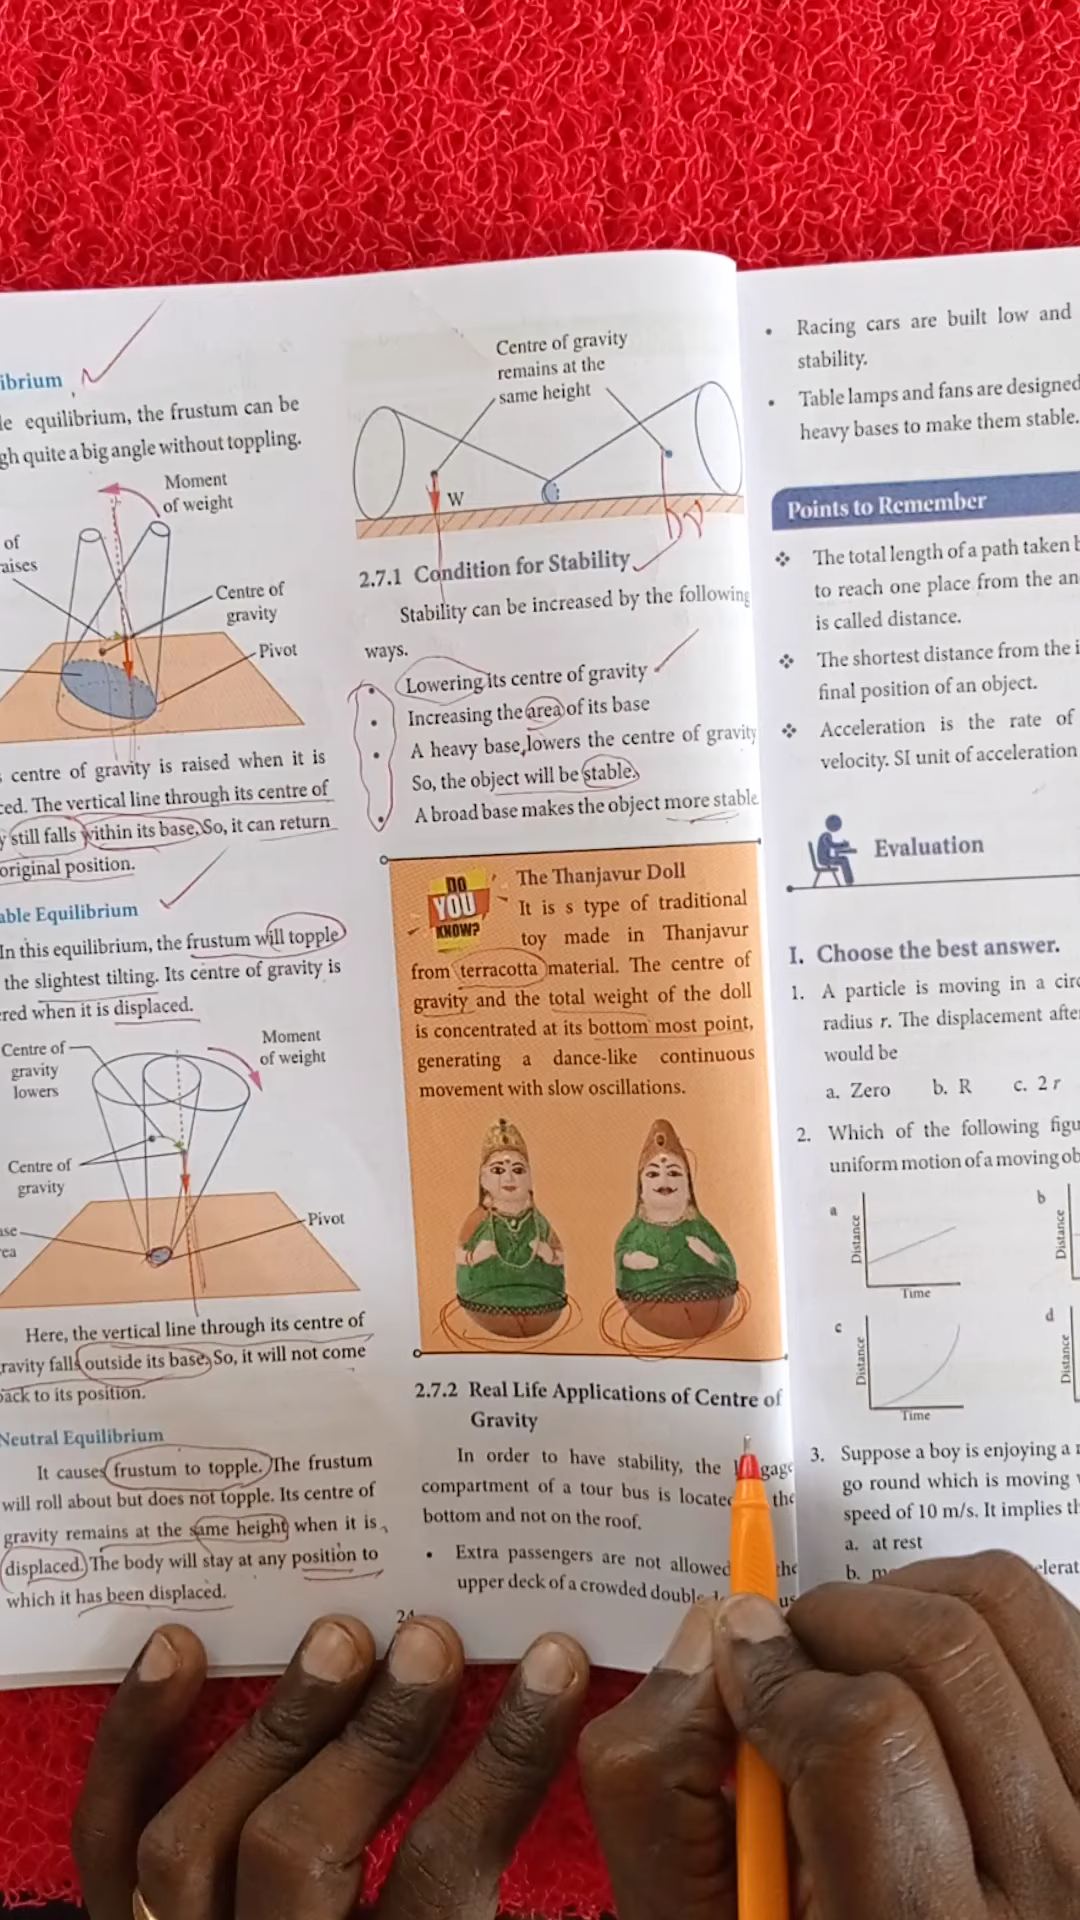 ibrium
le equilibrium, the frustum can be
gh quite a big angle without toppling.
Moment
of weight
of
raises
Centre of
gravity
Pivot
centre of gravity is raised when it is
ced. The vertical line through its centre of
y still falls within its base. So, it can return
original position.
able Equilibrium
In this equilibrium, the frustum will topple
the slightest tilting. Its centre of gravity is
red when it is displaced.
Centre of
gravity
lowers
Moment
of weight
Centre of
gravity
Pivot
Here, the vertical line through its centre of
ravity falls outside its base. So, it will not come
back to its position.
Neutral Equilibrium
It causes frustum to topple. The frustum
will roll about but does not topple. Its centre of
gravity remains at the same height when it is
displaced. The body will stay at any position to
which it has been displaced.
24
Centre of gravity
remains at the
same height
W
2.7.1 Condition for Stability
Stability can be increased by the following
ways.
• Lowering its centre of gravity
• Increasing the area of its base
• A heavy base lowers the centre of gravity
So, the object will be stable.
• A broad base makes the object more stable
DO
YOU
KNOW?
The Thanjavur Doll
It is s type of traditional
toy made in Thanjavur
from terracotta material. The centre of
gravity and the total weight of the doll
is concentrated at its bottom most point,
generating a dance-like continuous
movement with slow oscillations.
2.7.2 Real Life Applications of Centre of
Gravity
In order to have stability, the
compartment of a tour bus is located the
bottom and not on the roof.
• Extra passengers are not allowed the
upper deck of a crowded double
• Racing cars are built low and
stability.
• Table lamps and fans are designed
heavy bases to make them stable.
Points to Remember
❖ The total length of a path taken b
to reach one place from the an
is called distance.
❖ The shortest distance from the i
final position of an object.
❖ Acceleration is the rate of
velocity. SI unit of acceleration
Evaluation
I. Choose the best answer.
1. A particle is moving in a circ
radius r. The displacement after
would be
a. Zero b. R c. 2 r
2. Which of the following figu
uniform motion of a moving ob
a
Distance
Time
b
Distance
c
Distance
Time
d
Distance
3. Suppose a boy is enjoying a
go round which is moving
speed of 10 m/s. It implies th
a. at rest
b.